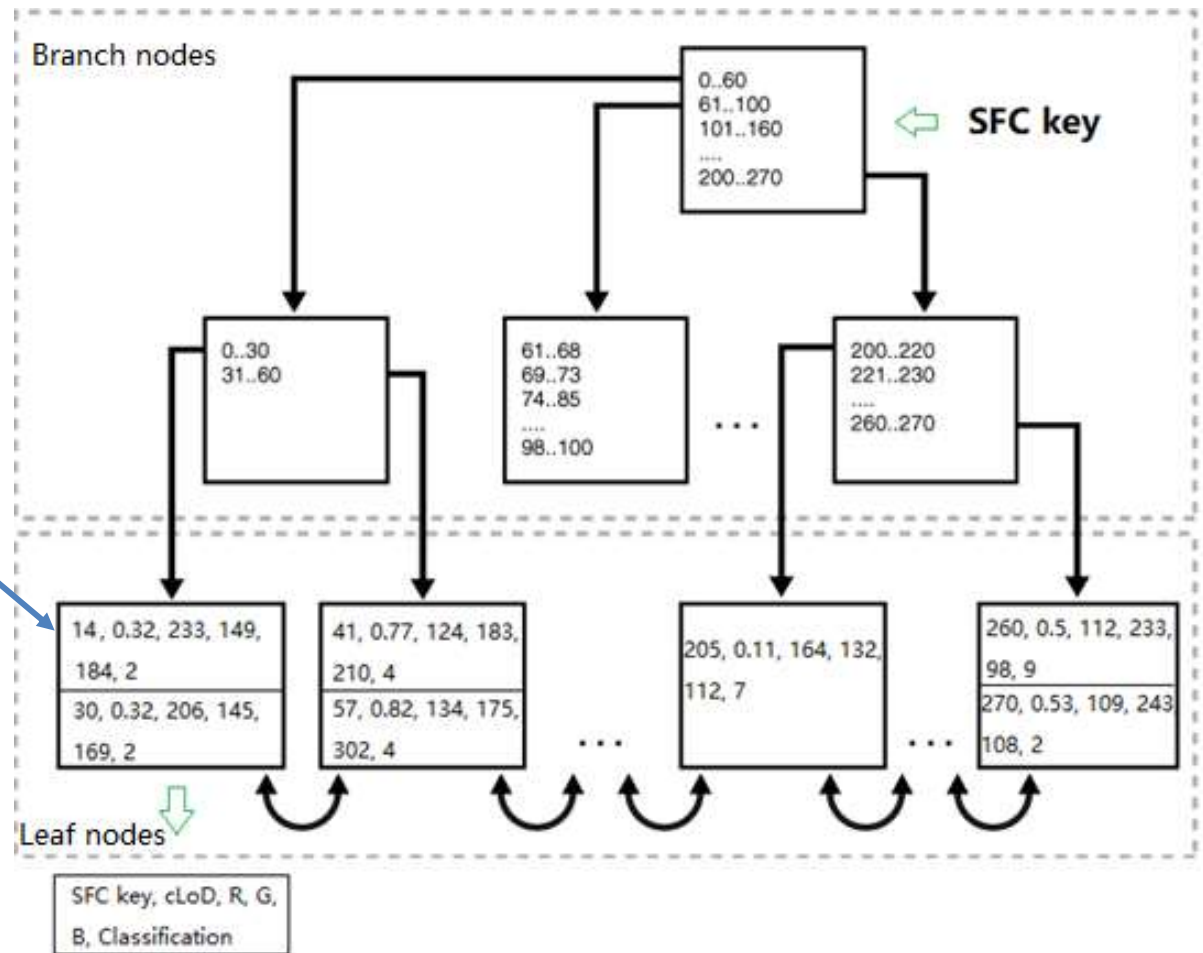 Branch nodes
0..60
61..100
101..160
....
200..270
SFC key
0..30
31..60
61..68
69..73
74..85
....
98..100
...
200..220
221..230
....
260..270
14, 0.32, 233, 149,
184, 2
30, 0.32, 206, 145,
169, 2
41, 0.77, 124, 183,
210, 4
57, 0.82, 134, 175,
302, 4
...
205, 0.11, 164, 132,
112, 7
...
260, 0.5, 112, 233,
98, 9
270, 0.53, 109, 243
108, 2
Leaf nodes
SFC key, cLoD, R, G,
B, Classification